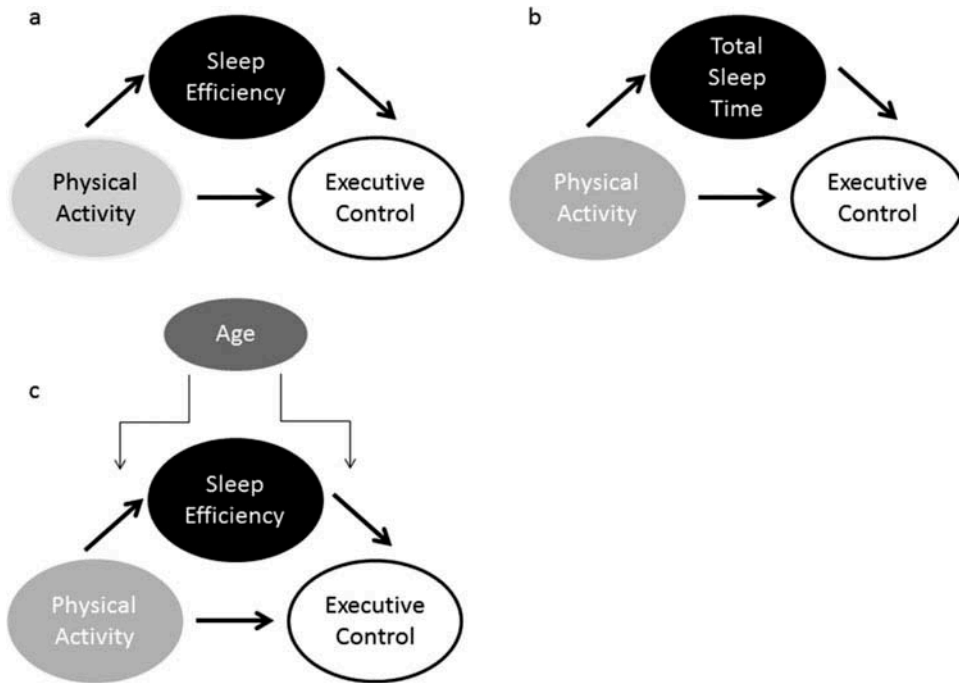 a
Sleep
Efficiency
Physical
Activity
Executive
Control
b
Total
Sleep
Time
Physical
Activity
Executive
Control
c
Age
Sleep
Efficiency
Physical
Activity
Executive
Control